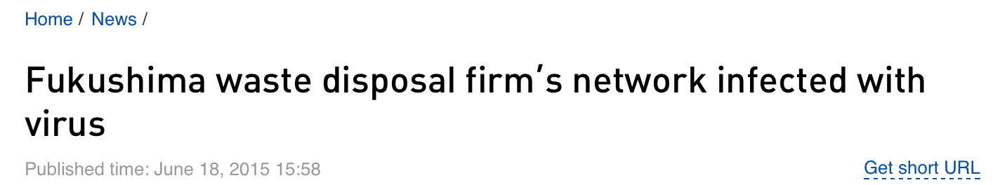 Home / News /
Fukushima waste disposal firm’s network infected with
virus
Published time: June 18, 2015 15:58
Get short URL